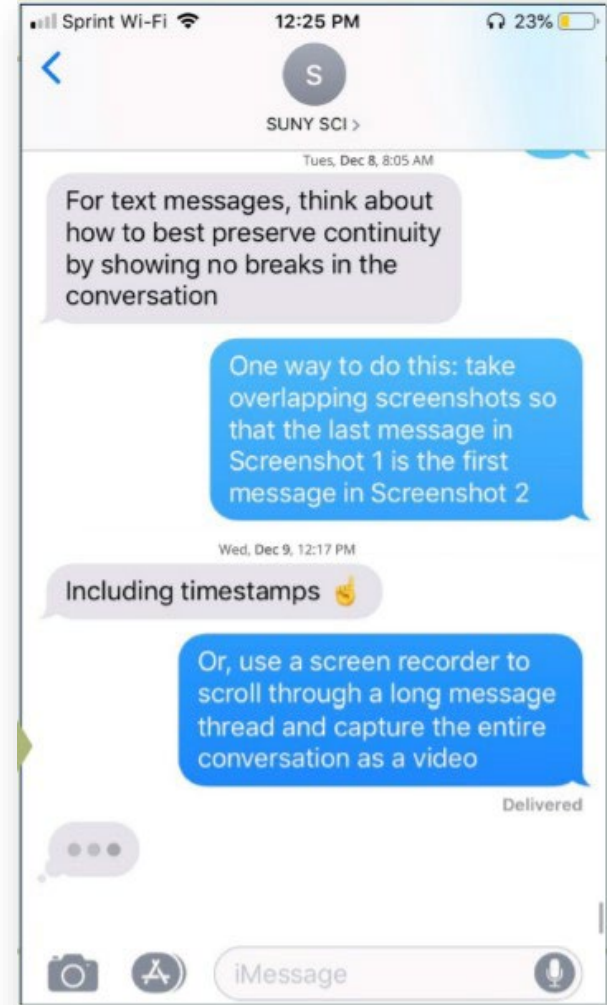 Sprint Wi-Fi 12:25 PM 23%
S
SUNY SCI >
Tues, Dec 8, 8:05 AM
For text messages, think about
how to best preserve continuity
by showing no breaks in the
conversation
One way to do this: take
overlapping screenshots so
that the last message in
Screenshot 1 is the first
message in Screenshot 2
Wed, Dec 9, 12:17 PM
Including timestamps ☝️
Or, use a screen recorder to
scroll through a long message
thread and capture the entire
conversation as a video
Delivered
iMessage